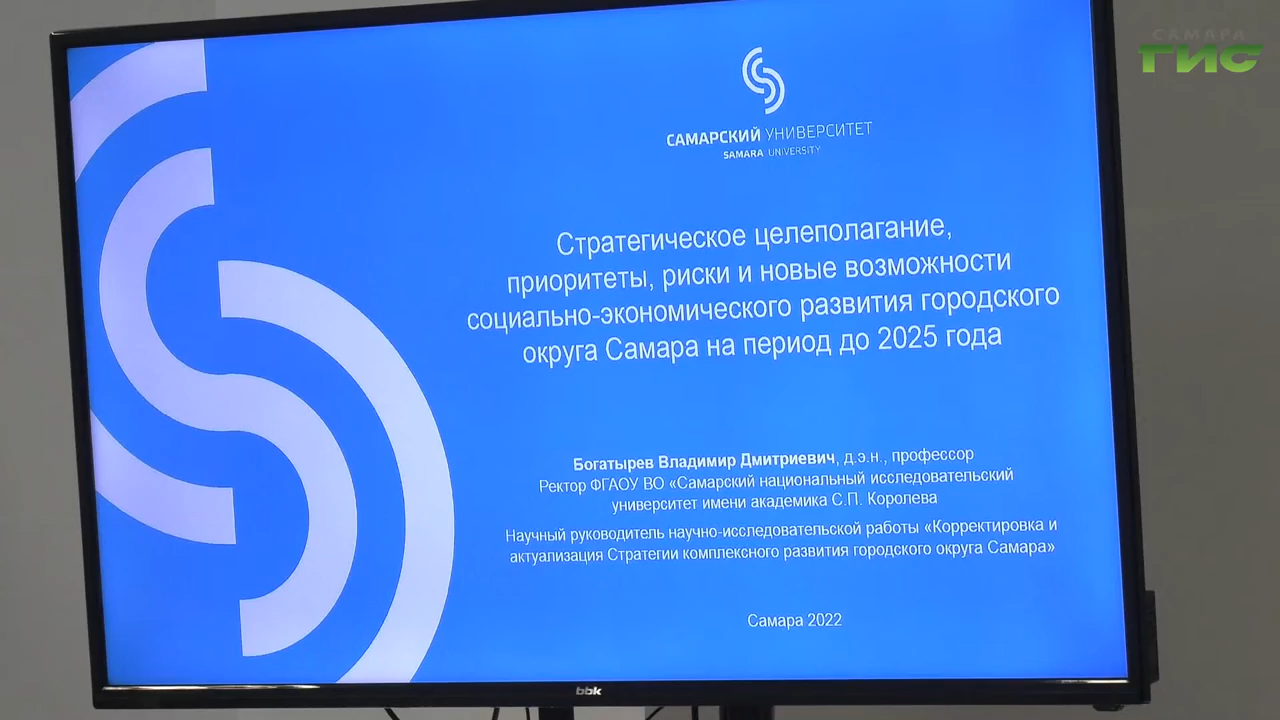 САМАРА
ГИС
САМАРСКИЙ УНИВЕРСИТЕТ
SAMARA UNIVERSITY
Стратегическое целеполагание,
приоритеты, риски и новые возможности
социально-экономического развития городского
округа Самара на период до 2025 года
Богатырев Владимир Дмитриевич, д.э.н., профессор
Ректор ФГАОУ ВО «Самарский национальный исследовательский
университет имени академика С.П. Королева
Научный руководитель научно-исследовательской работы «Корректировка и
актуализация Стратегии комплексного развития городского округа Самара»
Самара 2022
bbk